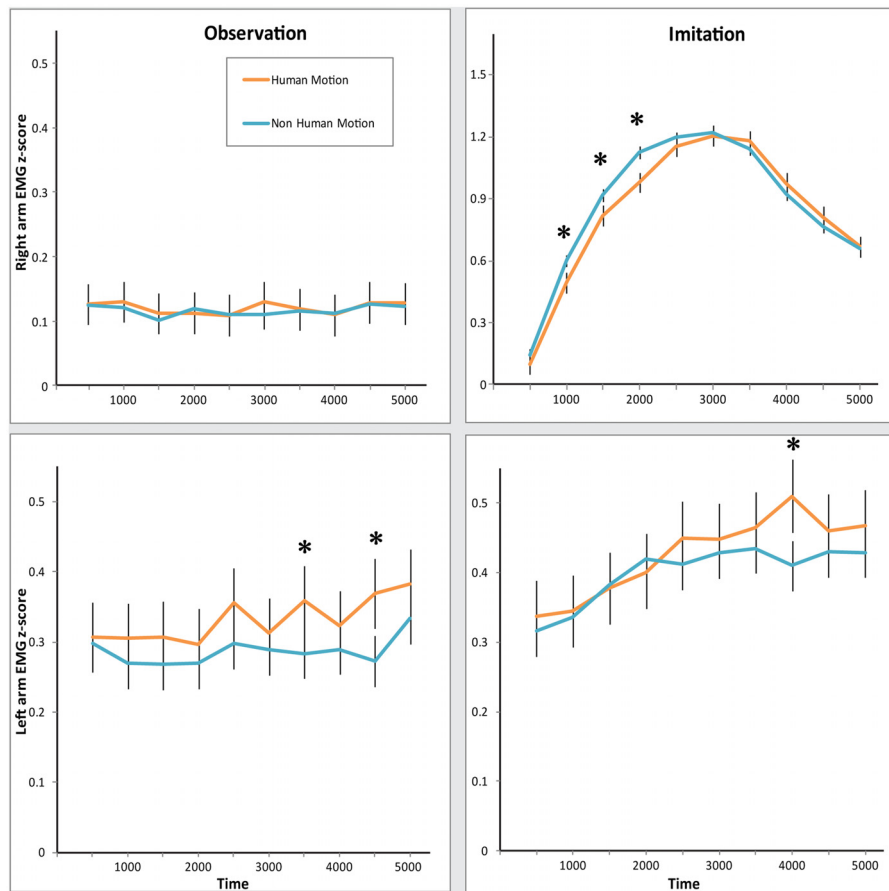 Observation
Human Motion
Non Human Motion
Right arm EMG z-score
0.5
0.4
0.3
0.2
0.1
0
1000 2000 3000 4000 5000
Imitation
* * *
1.5
1.2
0.9
0.6
0.3
0
1000 2000 3000 4000 5000
Left arm EMG z-score
* *
0.5
0.4
0.3
0.2
0.1
0
1000 2000 3000 4000 5000
Time
*
0.5
0.4
0.3
0.2
0.1
0
1000 2000 3000 4000 5000
Time